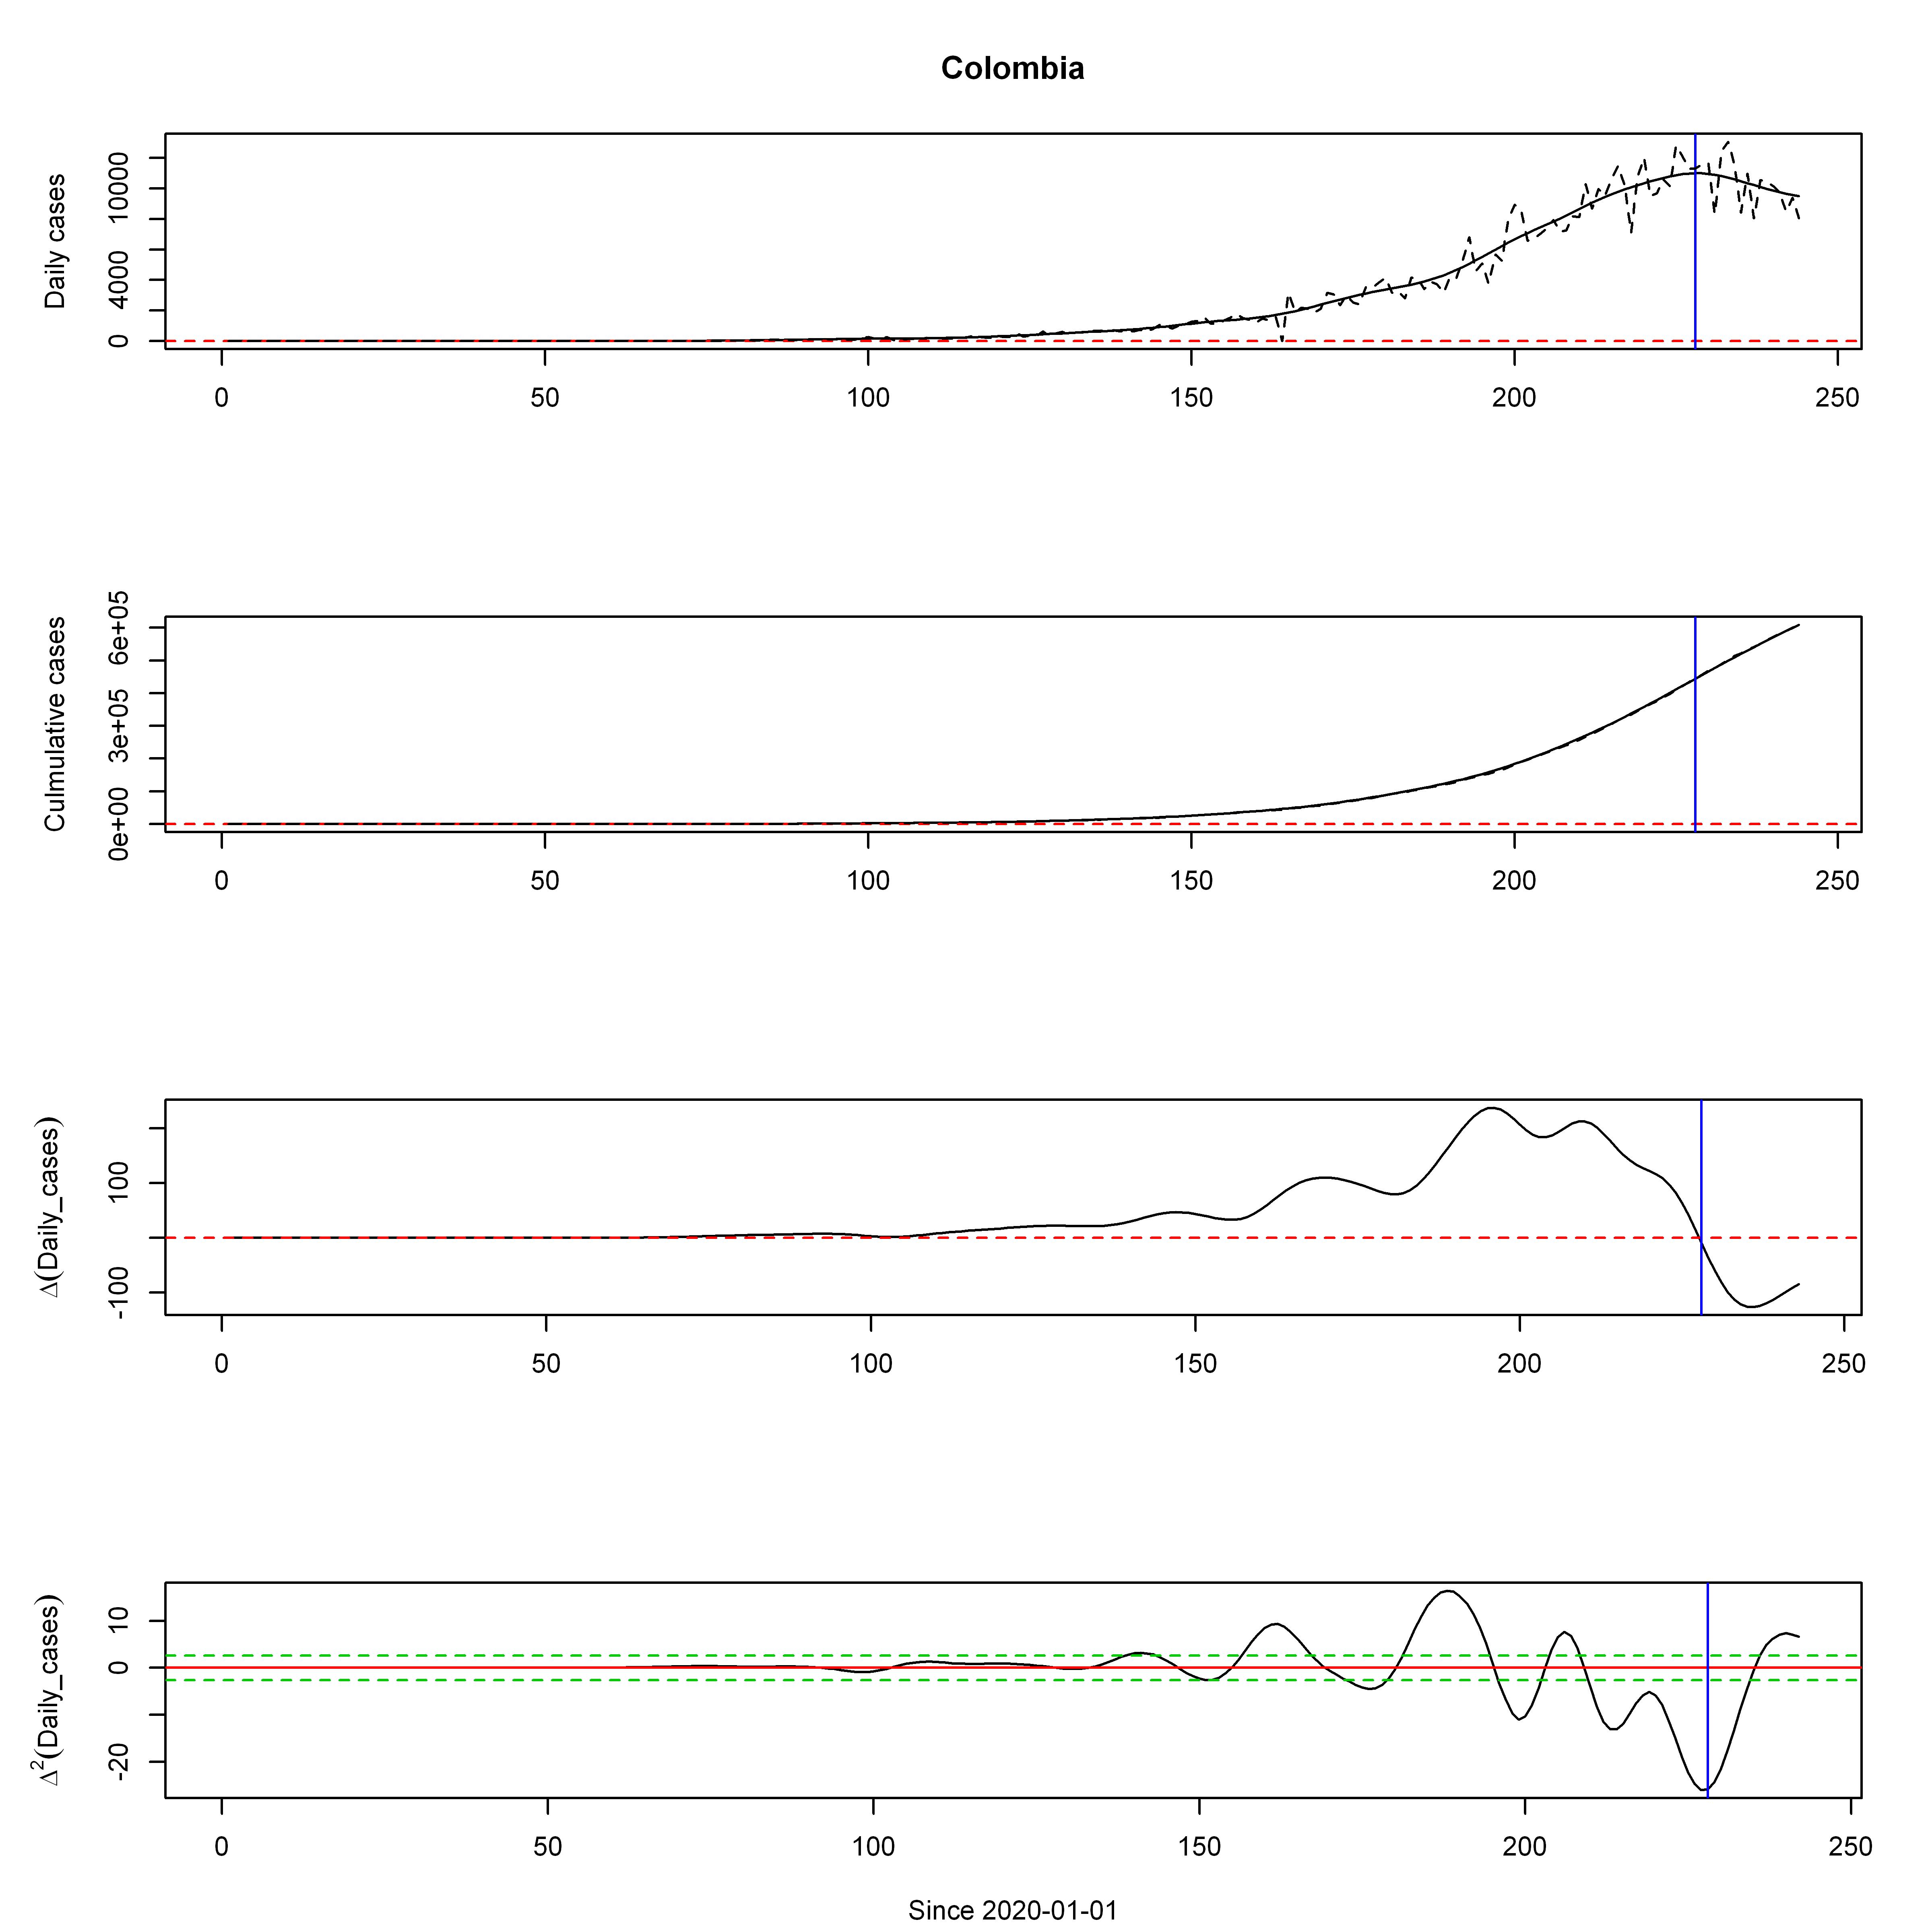 Colombia
Daily cases
10000
4000
0
0 50 100 150 200 250
Culmulative cases
6e+05
3e+05
0e+00
0 50 100 150 200 250
Δ(Daily_cases)
100
-100
0 50 100 150 200 250
Δ²(Daily_cases)
10
0
-20
0 50 100 150 200 250
Since 2020-01-01